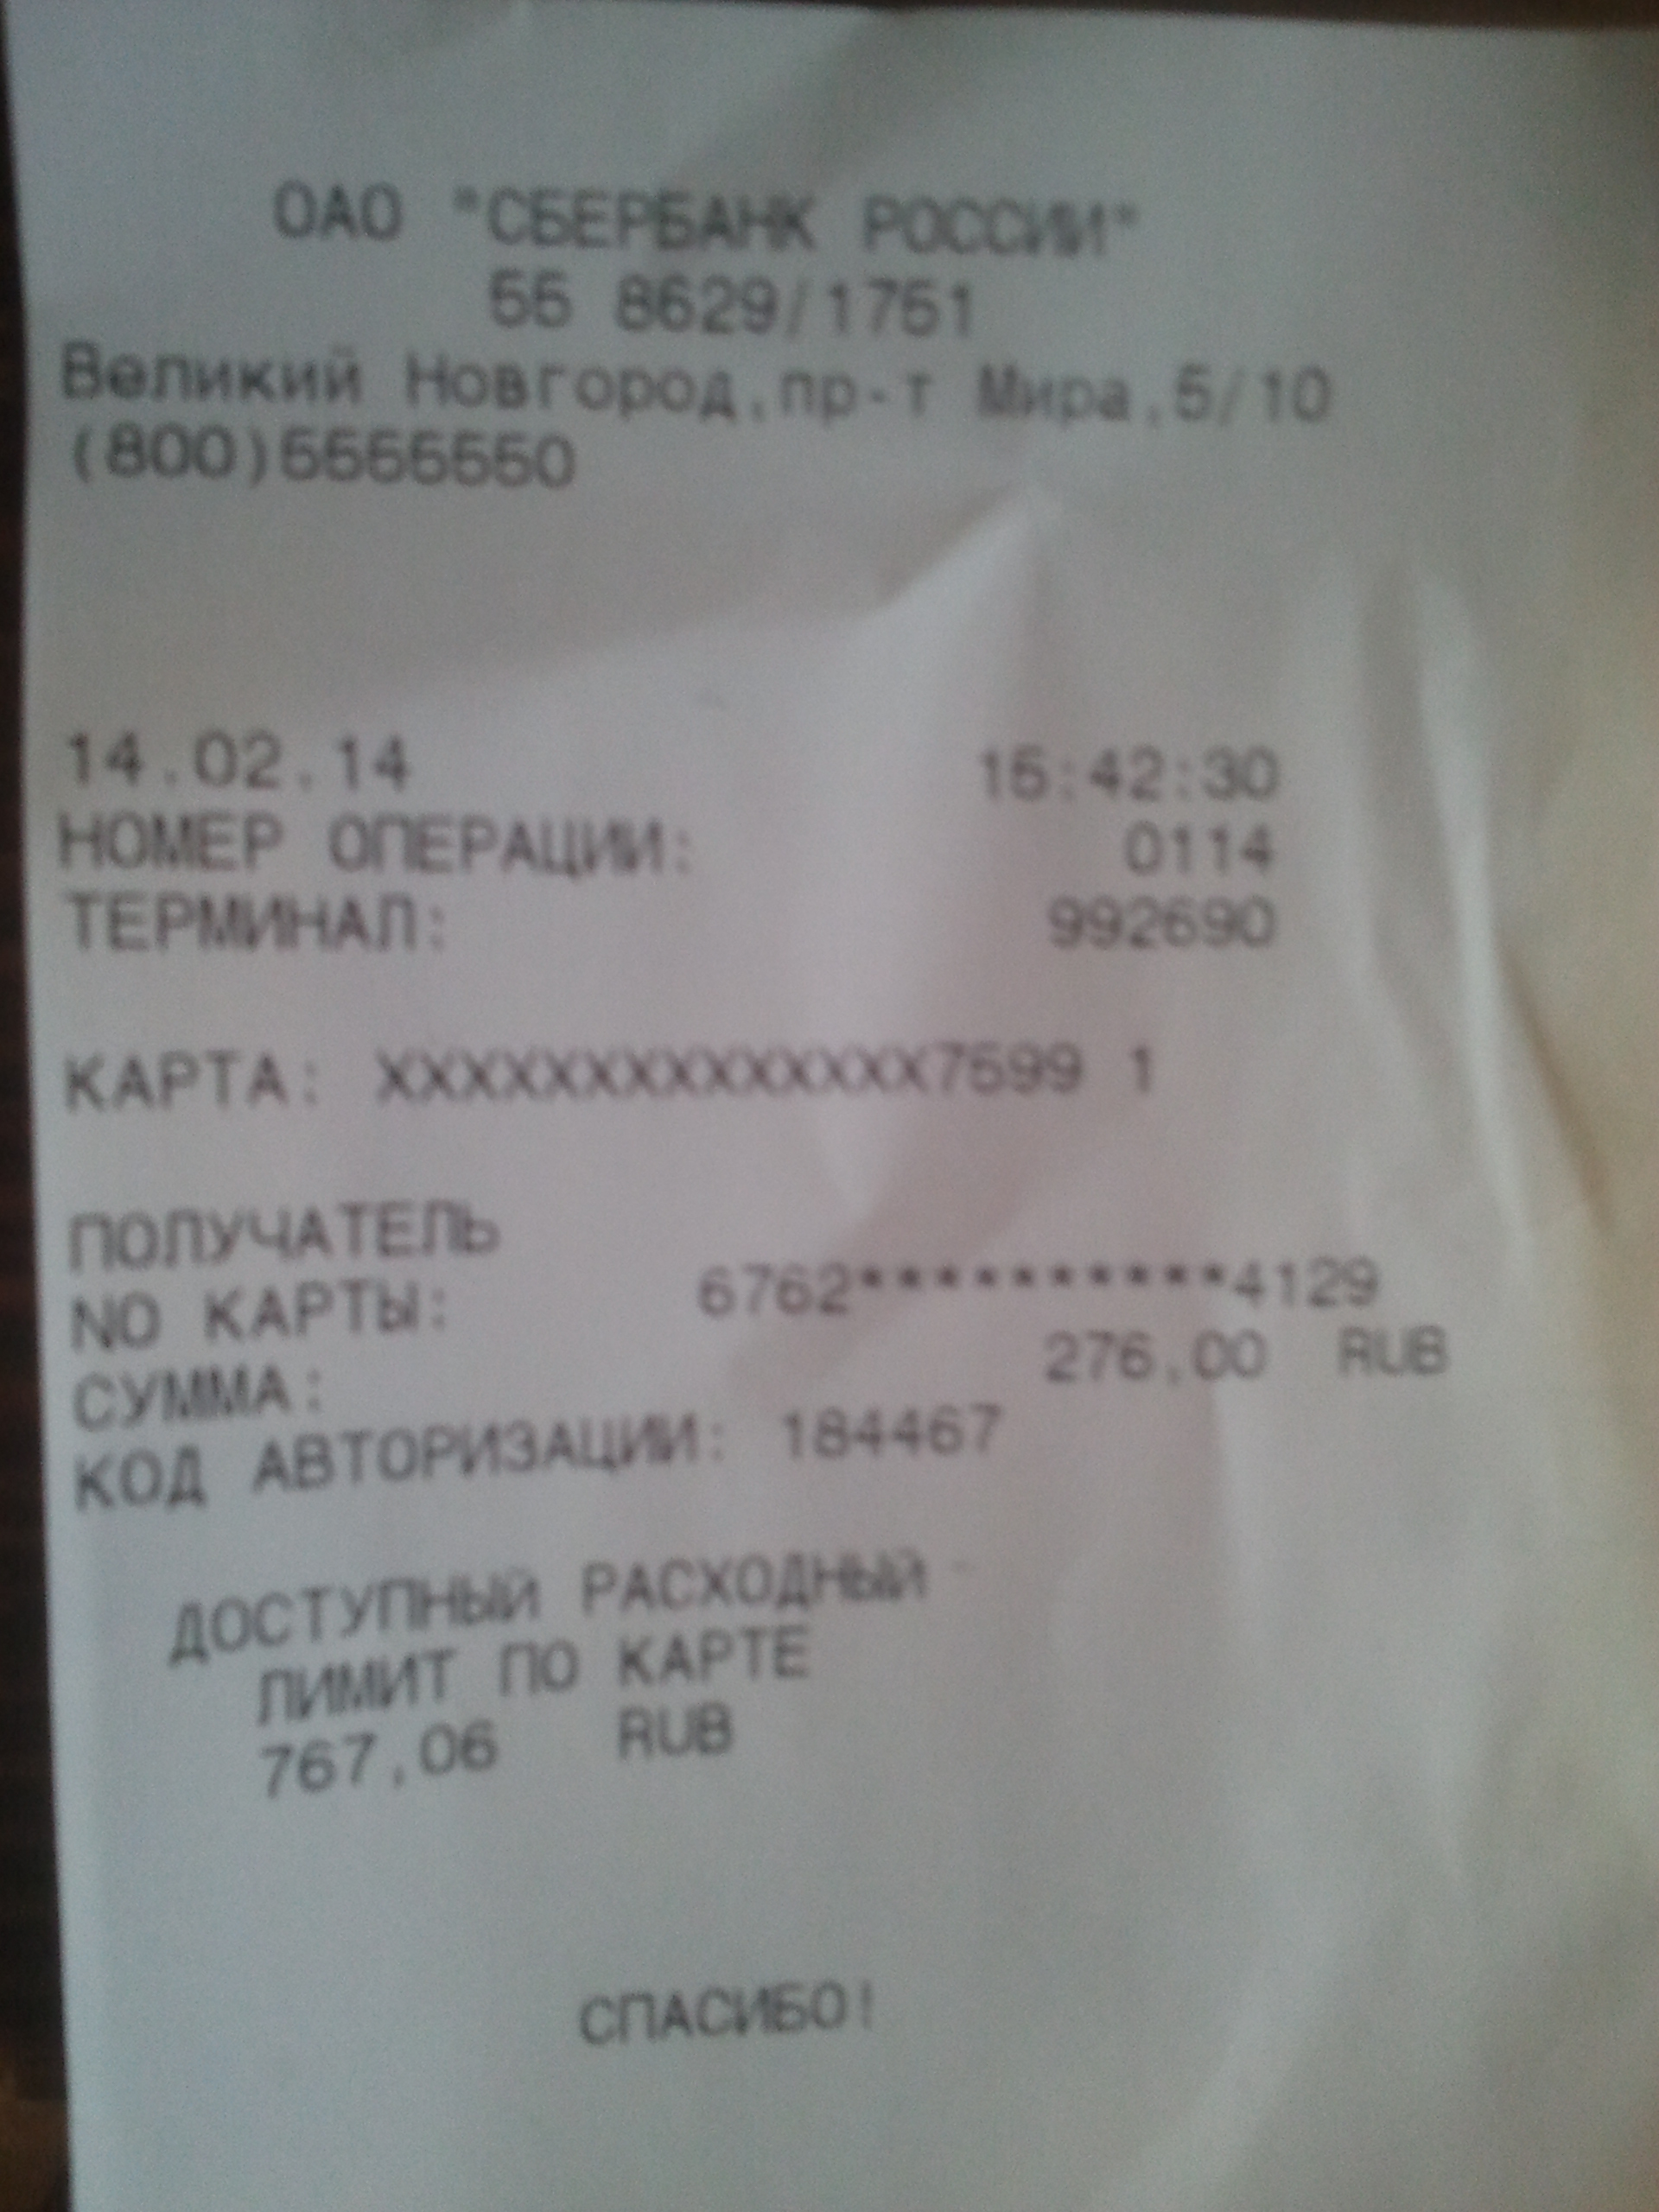 ОАО "СБЕРБАНК РОССИИ"
55 8629/1751
Великий Новгород,пр-т Мира,5/10
(800)5555550
14.02.14 15:42:30
НОМЕР ОПЕРАЦИИ: 0114
ТЕРМИНАЛ: 992690
КАРТА: XXXXXXXXXXXXXX7599 1
ПОЛУЧАТЕЛЬ
NO КАРТЫ: 6762**********4129
СУММА: 276,00 RUB
КОД АВТОРИЗАЦИИ: 184467
ДОСТУПНЫЙ РАСХОДНЫЙ
ЛИМИТ ПО КАРТЕ
767,06 RUB
СПАСИБО!